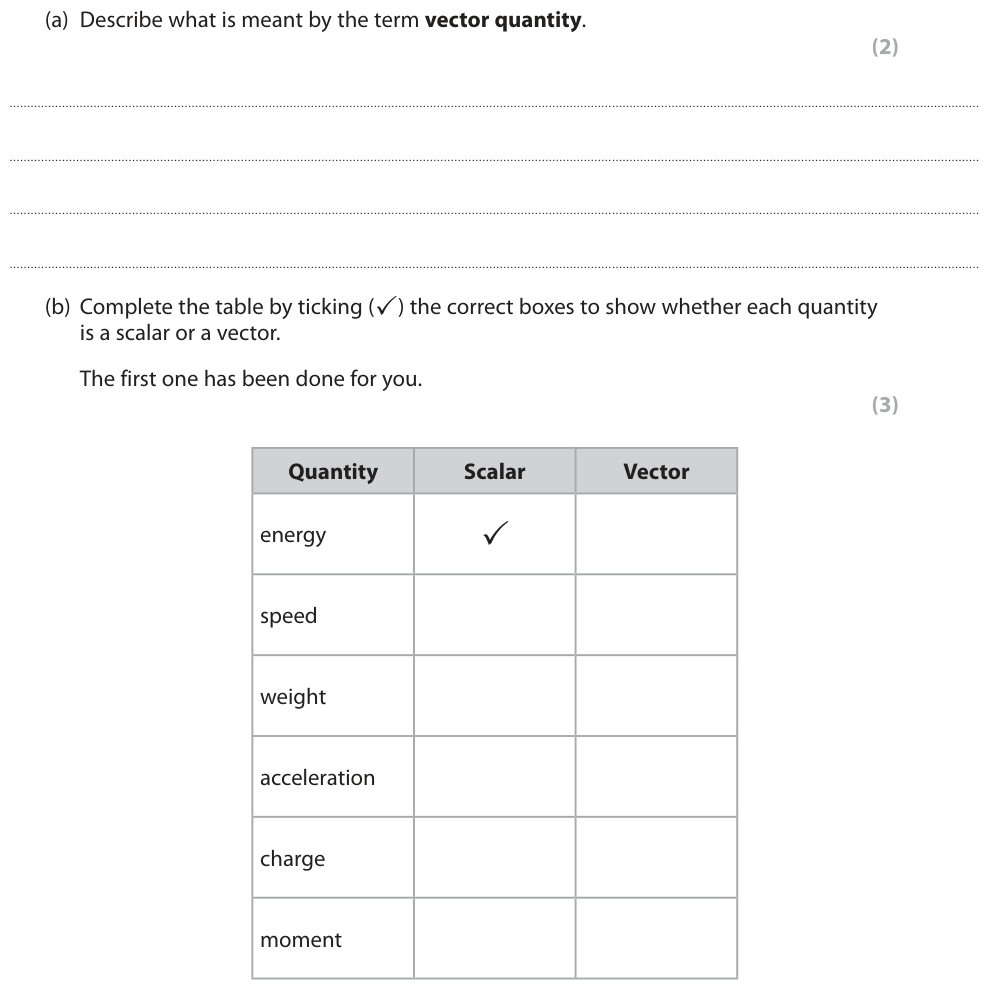 (a) Describe what is meant by the term vector quantity.
(2)
(b) Complete the table by ticking (✓) the correct boxes to show whether each quantity
is a scalar or a vector.
The first one has been done for you.
(3)
Quantity Scalar Vector
energy ✓
speed
weight
acceleration
charge
moment